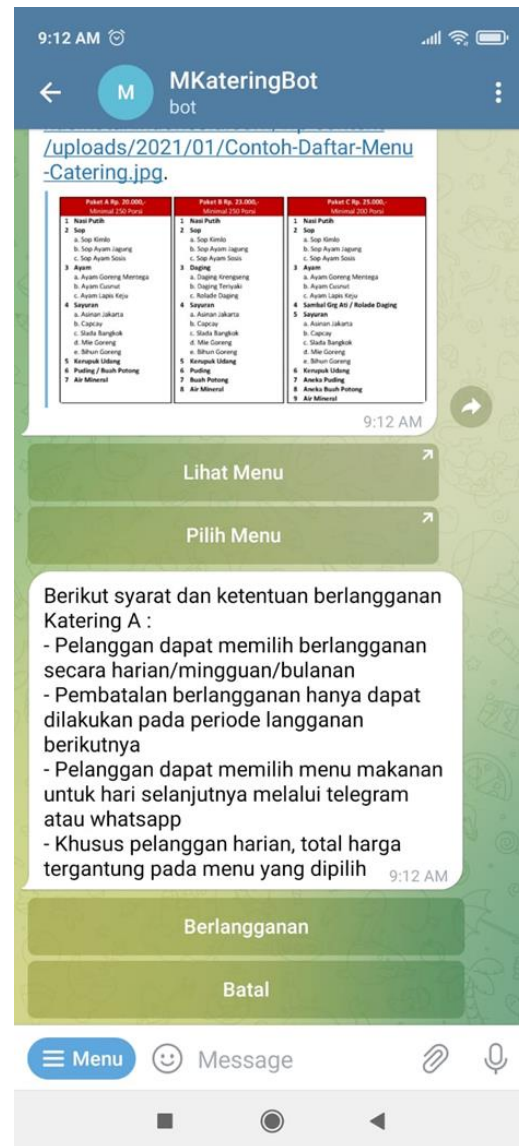 9:12 AM
M
MKateringBot
bot
/uploads/2021/01/Contoh-Daftar-Menu
-Catering.jpg.
Paket A Rp. 20.000,-
Minimal 250 Porsi
1 Nasi Putih
2 Sop
a. Sop Kimlo
b. Sop Ayam Jagung
c. Sop Ayam Sosis
3 Ayam
a. Ayam Goreng Mentega
b. Ayam Cusnut
c. Ayam Lapis Keju
4 Sayuran
a. Asinan Jakarta
b. Capcay
c. Slada Bangkok
d. Mie Goreng
e. Bihun Goreng
5 Kerupuk Udang
6 Puding / Buah Potong
7 Air Mineral
Paket B Rp. 23.000,-
Minimal 250 Porsi
1 Nasi Putih
2 Sop
a. Sop Kimlo
b. Sop Ayam Jagung
c. Sop Ayam Sosis
3 Daging
a. Daging Krengseng
b. Daging Teriyaki
c. Rolade Daging
4 Sayuran
a. Asinan Jakarta
b. Capcay
c. Slada Bangkok
d. Mie Goreng
e. Bihun Goreng
5 Kerupuk Udang
6 Puding
7 Buah Potong
8 Air Mineral
Paket C Rp. 25.000,-
Minimal 200 Porsi
1 Nasi Putih
2 Sop
a. Sop Kimlo
b. Sop Ayam Jagung
c. Sop Ayam Sosis
3 Ayam
a. Ayam Goreng Mentega
b. Ayam Cusnut
c. Ayam Lapis Keju
4 Sambal Grg Ati / Rolade Daging
5 Sayuran
a. Asinan Jakarta
b. Capcay
c. Slada Bangkok
d. Mie Goreng
e. Bihun Goreng
6 Kerupuk Udang
7 Aneka Puding
8 Aneka Buah Potong
9 Air Mineral
9:12 AM
Lihat Menu
Pilih Menu
Berikut syarat dan ketentuan berlangganan
Katering A :
- Pelanggan dapat memilih berlangganan
secara harian/mingguan/bulanan
- Pembatalan berlangganan hanya dapat
dilakukan pada periode langganan
berikutnya
- Pelanggan dapat memilih menu makanan
untuk hari selanjutnya melalui telegram
atau whatsapp
- Khusus pelanggan harian, total harga
tergantung pada menu yang dipilih
9:12 AM
Berlangganan
Batal
Menu
Message